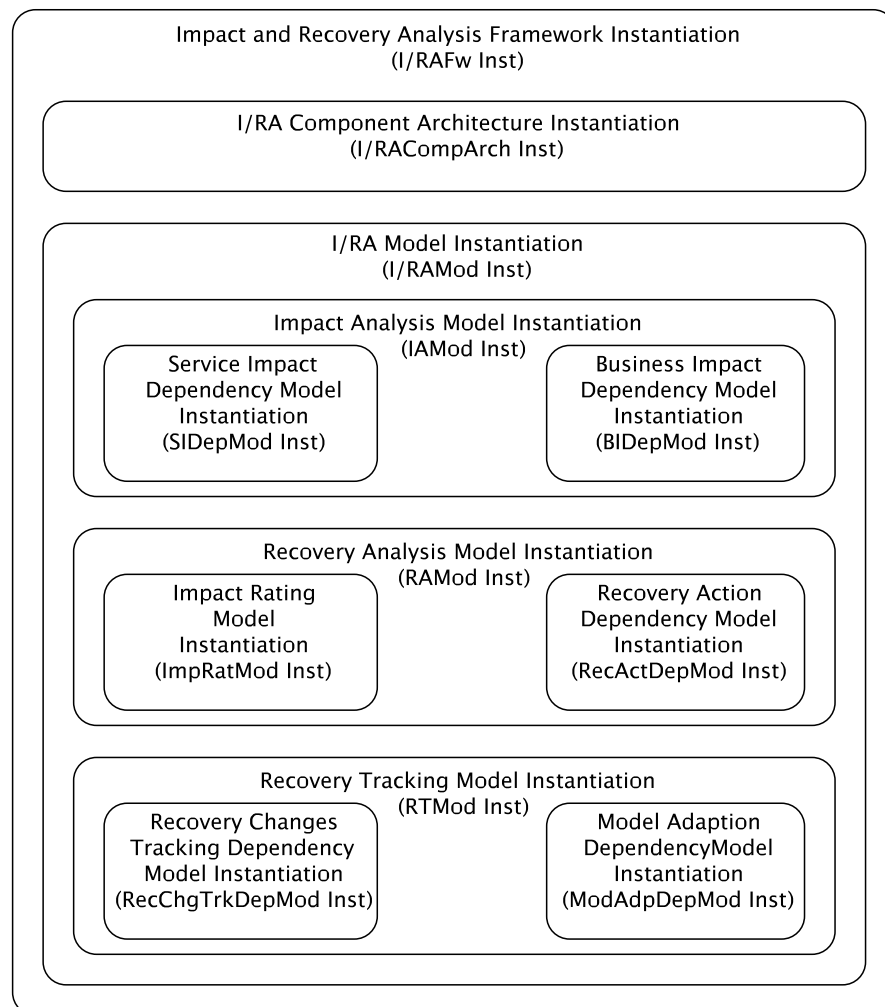 Impact and Recovery Analysis Framework Instantiation
(I/RAFw Inst)
I/RA Component Architecture Instantiation
(I/RACompArch Inst)
I/RA Model Instantiation
(I/RAMod Inst)
Impact Analysis Model Instantiation
(IAMod Inst)
Service Impact
Dependency Model
Instantiation
(SIDepMod Inst)
Business Impact
Dependency Model
Instantiation
(BIDepMod Inst)
Recovery Analysis Model Instantiation
(RAMod Inst)
Impact Rating
Model
Instantiation
(ImpRatMod Inst)
Recovery Action
Dependency Model
Instantiation
(RecActDepMod Inst)
Recovery Tracking Model Instantiation
(RTMod Inst)
Recovery Changes
Tracking Dependency
Model Instantiation
(RecChgTrkDepMod Inst)
Model Adaption
DependencyModel
Instantiation
(ModAdpDepMod Inst)